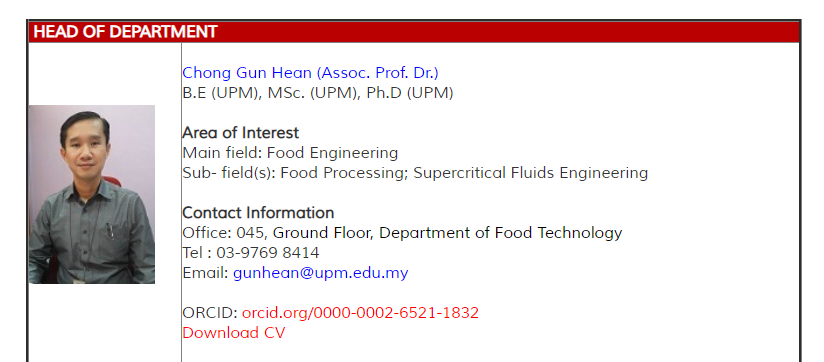 HEAD OF DEPARTMENT
Chong Gun Hean (Assoc. Prof. Dr.)
B.E (UPM), MSc. (UPM), Ph.D (UPM)
Area of Interest
Main field: Food Engineering
Sub- field(s): Food Processing; Supercritical Fluids Engineering
Contact Information
Office: 045, Ground Floor, Department of Food Technology
Tel : 03-9769 8414
Email: gunhean@upm.edu.my
ORCID: orcid.org/0000-0002-6521-1832
Download CV